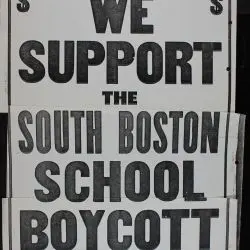 $ $
WE
SUPPORT
THE
SOUTH BOSTON
SCHOOL
BOYCOTT